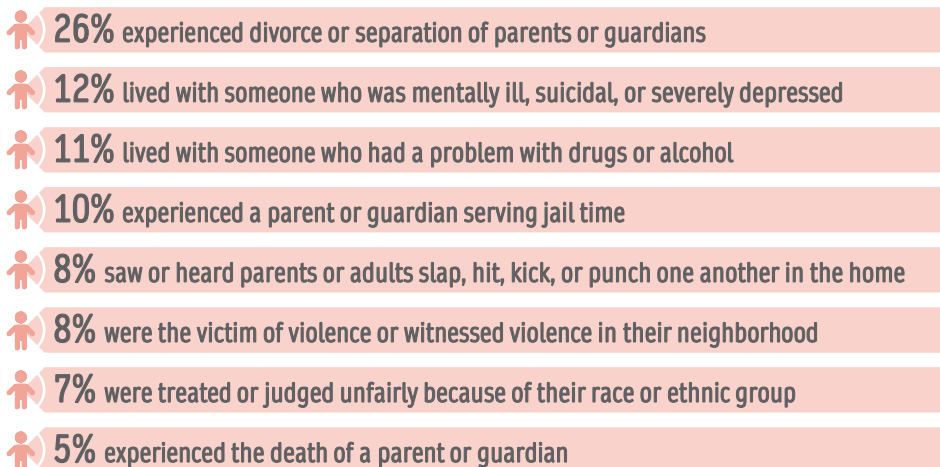 26% experienced divorce or separation of parents or guardians
12% lived with someone who was mentally ill, suicidal, or severely depressed
11% lived with someone who had a problem with drugs or alcohol
10% experienced a parent or guardian serving jail time
8% saw or heard parents or adults slap, hit, kick, or punch one another in the home
8% were the victim of violence or witnessed violence in their neighborhood
7% were treated or judged unfairly because of their race or ethnic group
5% experienced the death of a parent or guardian